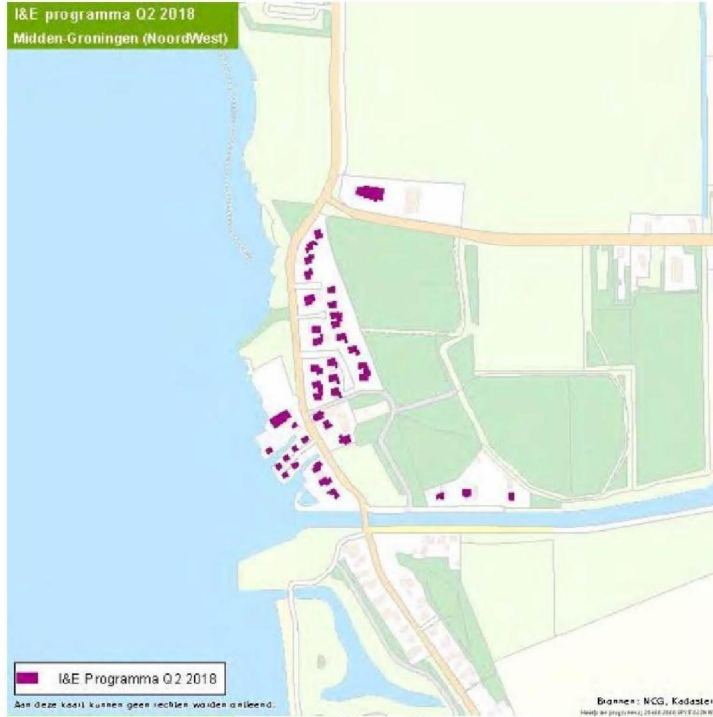 I&E programma Q2 2018
Midden-Groningen (NoordWest)
I&E Programma Q2 2018
Aan deze kaart kunnen geen rechten worden ontleend.
Bronnen: NCG, Kadaster